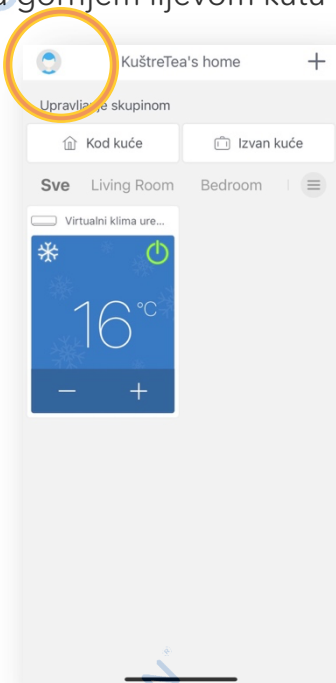 gornjem lijevom kutu
KuštreTea's home +
Upravljanje skupinom
Kod kuće
Izvan kuće
Sve Living Room Bedroom
Virtualni klima ure...
16 °C
− +